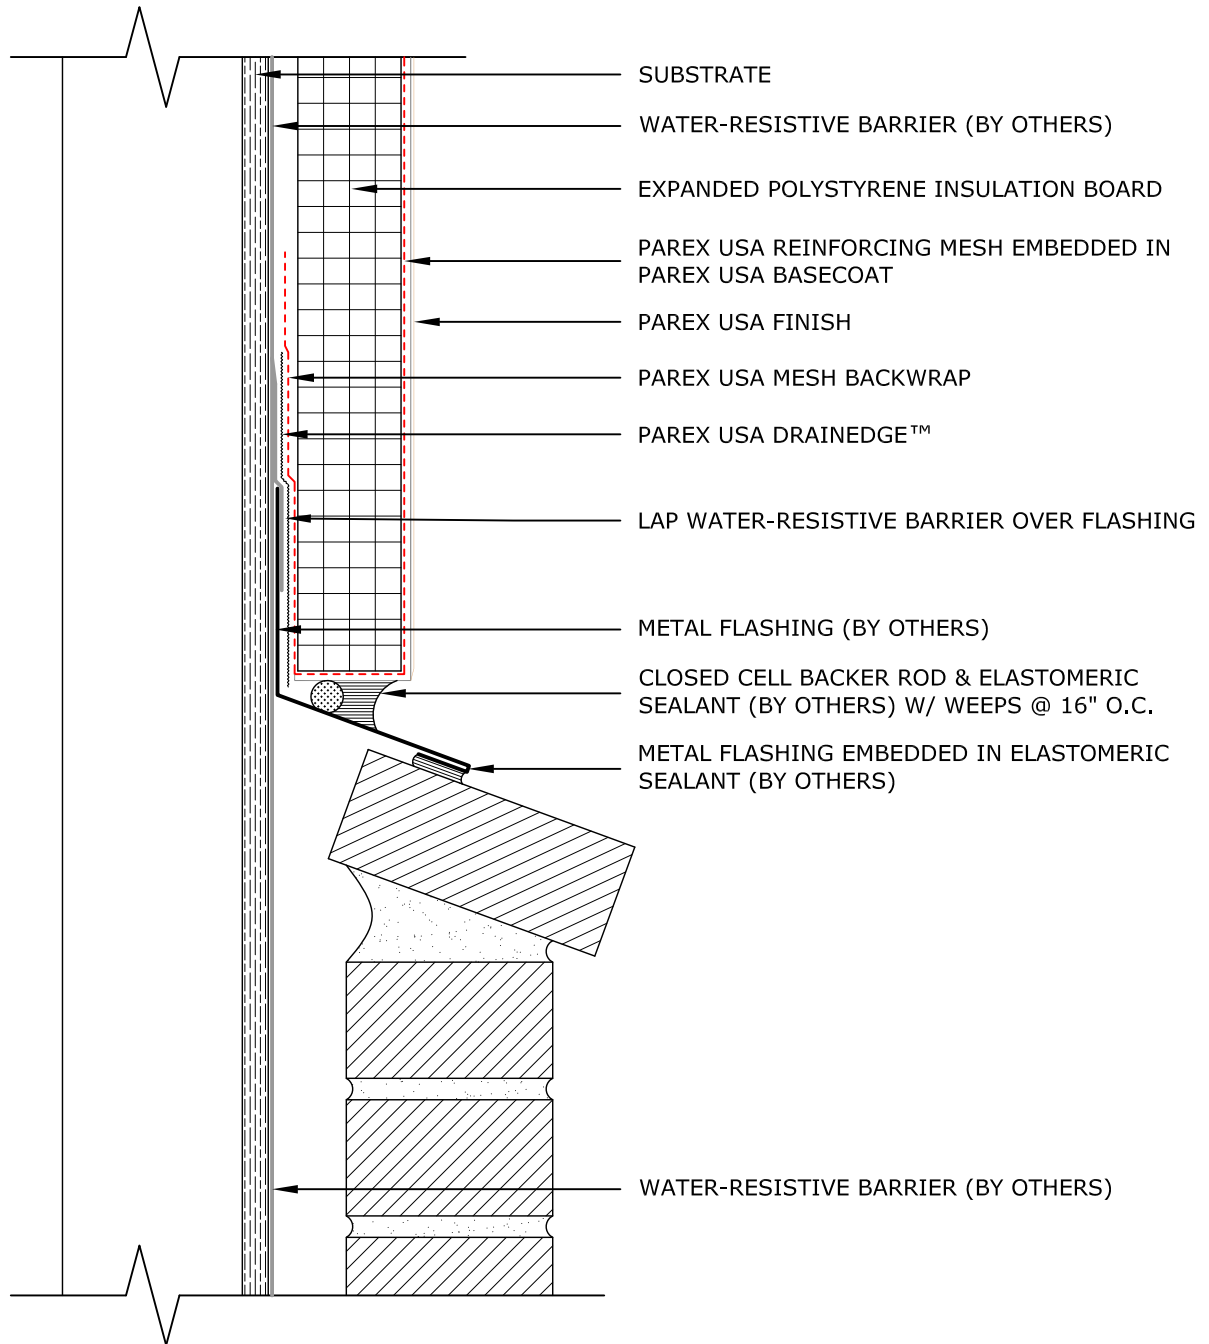 SUBSTRATE
WATER-RESISTIVE BARRIER (BY OTHERS)
EXPANDED POLYSTYRENE INSULATION BOARD
PAREX USA REINFORCING MESH EMBEDDED IN
PAREX USA BASECOAT
PAREX USA FINISH
PAREX USA MESH BACKWRAP
PAREX USA DRAINEDGE™
LAP WATER-RESISTIVE BARRIER OVER FLASHING
METAL FLASHING (BY OTHERS)
CLOSED CELL BACKER ROD & ELASTOMERIC
SEALANT (BY OTHERS) W/ WEEPS @ 16" O.C.
METAL FLASHING EMBEDDED IN ELASTOMERIC
SEALANT (BY OTHERS)
WATER-RESISTIVE BARRIER (BY OTHERS)